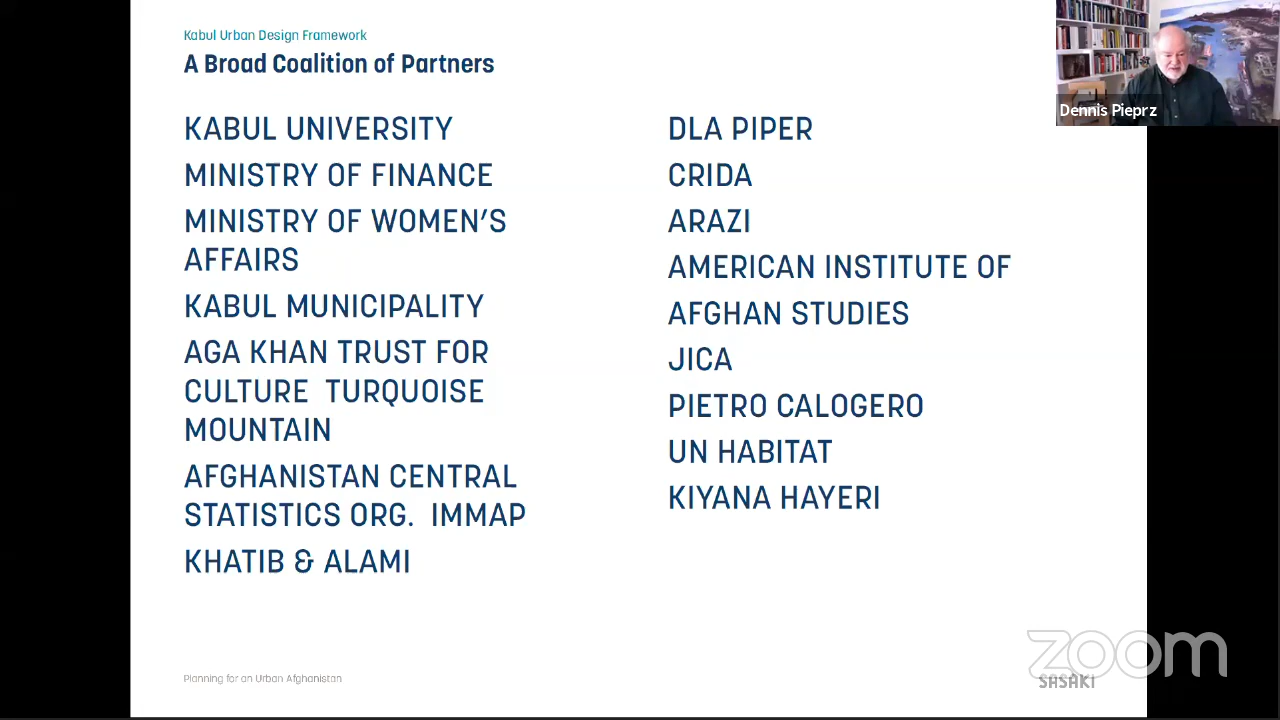 Kabul Urban Design Framework
A Broad Coalition of Partners
KABUL UNIVERSITY
MINISTRY OF FINANCE
MINISTRY OF WOMEN'S
AFFAIRS
KABUL MUNICIPALITY
AGA KHAN TRUST FOR
CULTURE TURQUOISE
MOUNTAIN
AFGHANISTAN CENTRAL
STATISTICS ORG. IMMAP
KHATIB & ALAMI
DLA PIPER
CRIDA
ARAZI
AMERICAN INSTITUTE OF
AFGHAN STUDIES
JICA
PIETRO CALOGERO
UN HABITAT
KIYANA HAYERI
Dennis Pieprz
Planning for an Urban Afghanistan
zoom
SASAKI